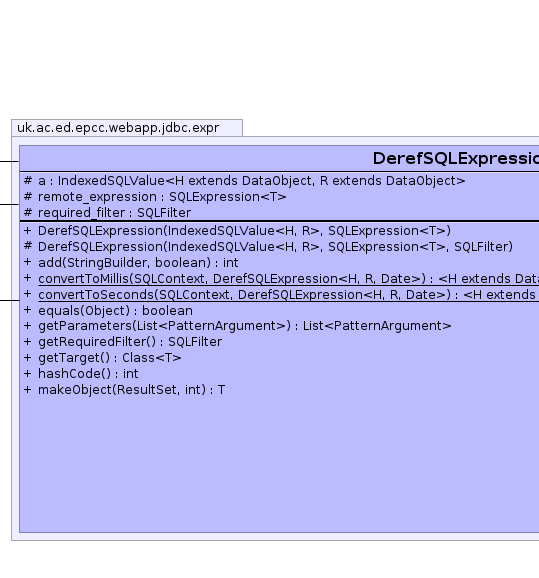 uk.ac.ed.epcc.webapp.jdbc.expr
DerefSQLExpressio
# a : IndexedSQLValue<H extends DataObject, R extends DataObject>
# remote_expression : SQLExpression<T>
# required_filter : SQLFilter
+ DerefSQLExpression(IndexedSQLValue<H, R>, SQLExpression<T>)
# DerefSQLExpression(IndexedSQLValue<H, R>, SQLExpression<T>, SQLFilter)
+ add(StringBuilder, boolean) : int
+ convertToMillis(SQLContext, DerefSQLExpression<H, R, Date>) : <H extends Data
+ convertToSeconds(SQLContext, DerefSQLExpression<H, R, Date>) : <H extends
+ equals(Object) : boolean
+ getParameters(List<PatternArgument>) : List<PatternArgument>
+ getRequiredFilter() : SQLFilter
+ getTarget() : Class<T>
+ hashCode() : int
+ makeObject(ResultSet, int) : T